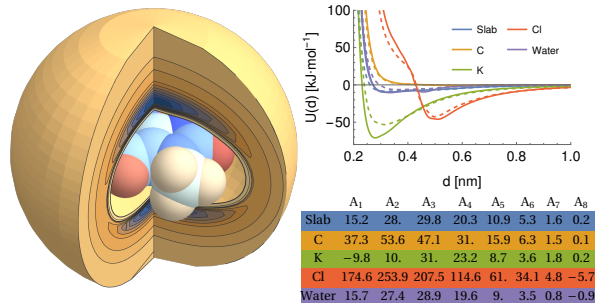 100
50
0
−50
U(d) [kJ·mol⁻¹]
Slab
C
K
Cl
Water
0.2 0.4 0.6 0.8 1.0
d [nm]
A₁ A₂ A₃ A₄ A₅ A₆ A₇ A₈
Slab 15.2 28. 29.8 20.3 10.9 5.3 1.6 0.2
C 37.3 53.6 47.1 31. 15.9 6.3 1.5 0.1
K −9.8 10. 31. 23.2 8.7 3.6 1.8 0.2
Cl 174.6 253.9 207.5 114.6 61. 34.1 4.8 −5.7
Water 15.7 27.4 28.9 19.6 9. 3.5 0.8 −0.9